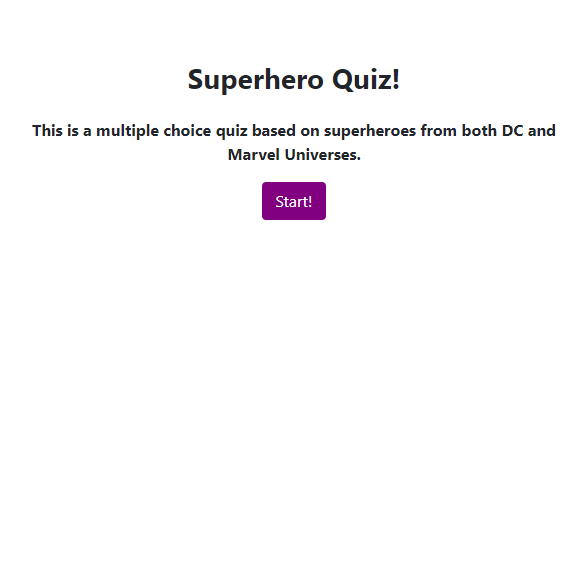 Superhero Quiz!
This is a multiple choice quiz based on superheroes from both DC and
Marvel Universes.
Start!